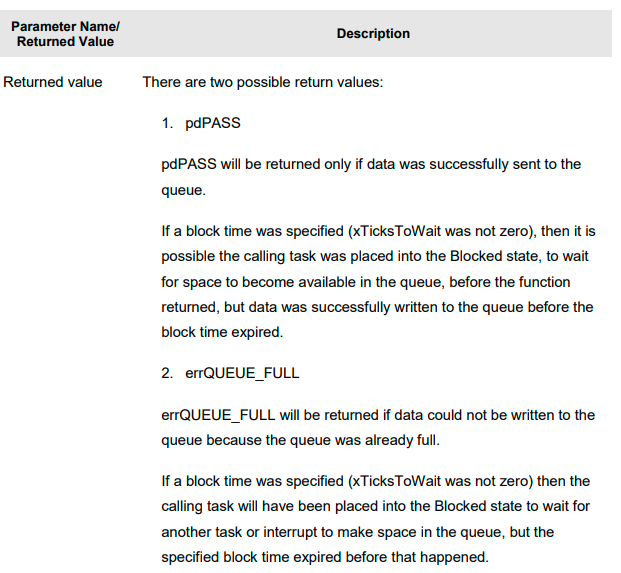 Parameter Name/
Returned Value
Description
Returned value
There are two possible return values:
1. pdPASS
pdPASS will be returned only if data was successfully sent to the
queue.
If a block time was specified (xTicksToWait was not zero), then it is
possible the calling task was placed into the Blocked state, to wait
for space to become available in the queue, before the function
returned, but data was successfully written to the queue before the
block time expired.
2. errQUEUE_FULL
errQUEUE_FULL will be returned if data could not be written to the
queue because the queue was already full.
If a block time was specified (xTicksToWait was not zero) then the
calling task will have been placed into the Blocked state to wait for
another task or interrupt to make space in the queue, but the
specified block time expired before that happened.